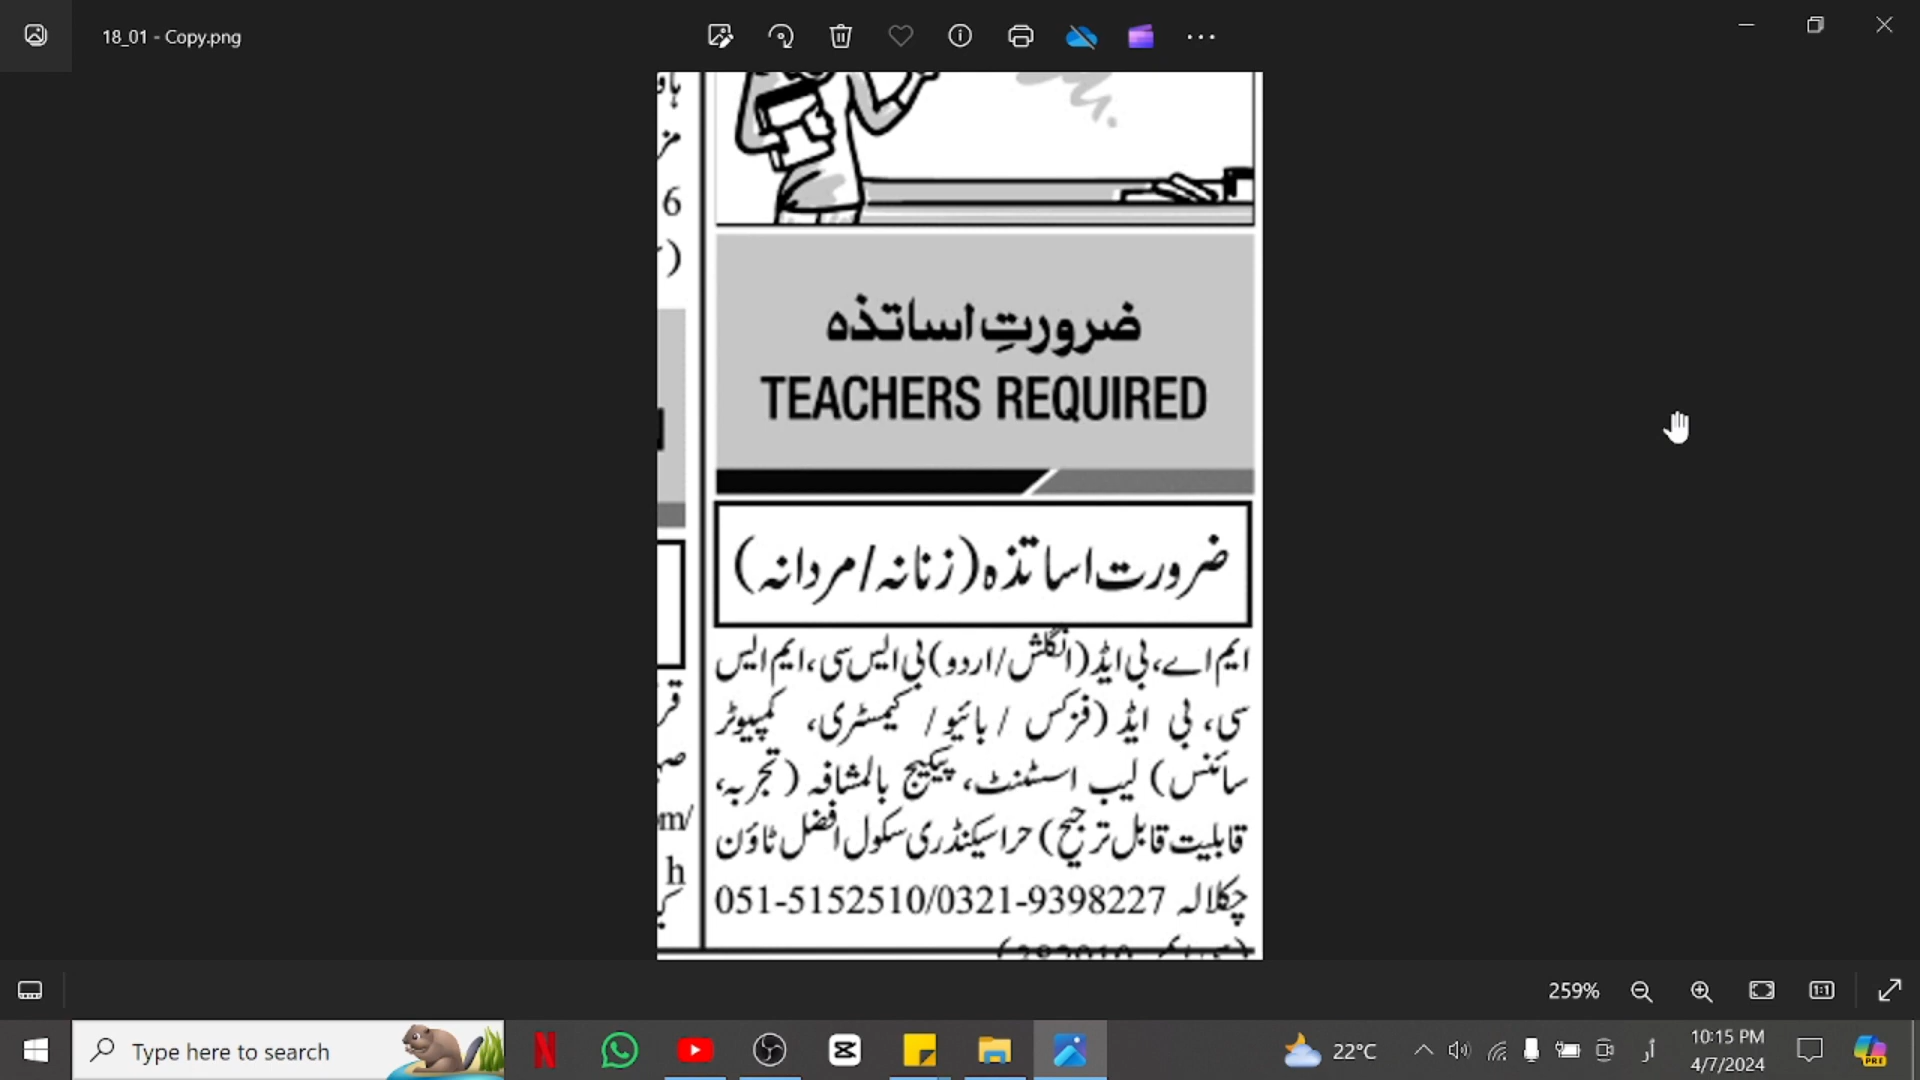 18_01 - Copy.png
6
ضرورتِ اساتذہ
TEACHERS REQUIRED
ضرورت اساتذہ (زنانہ/مردانہ)
ایم اے، بی ایڈ (انگلش/اردو) بی ایس سی، ایم ایس
سی، بی ایڈ (فزکس / بائیو/ کیمسٹری، کمپیوٹر
سائنس) لیب اسسٹنٹ، پیکیج بالمشافہ (تجربہ،
قابلیت قابل ترجیح) حرا سیکنڈری سکول افضل ٹاؤن
چکلالہ 051-5152510/0321-9398227
om/
h
259%
Type here to search
22°C
10:15 PM
4/7/2024